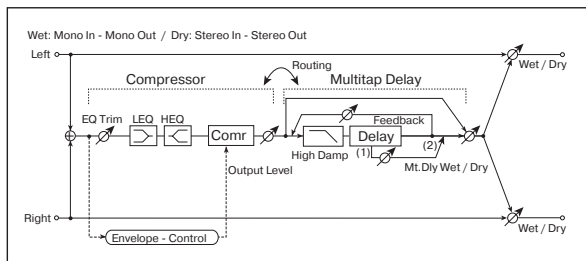 Wet: Mono In - Mono Out / Dry: Stereo In - Stereo Out
Left
Wet / Dry
Routing
Compressor
Multitap Delay
EQ Trim
LEQ
HEQ
Feedback
Comr
Delay
High Damp
(1)
(2)
Mt.Dly Wet / Dry
Output Level
Right
Wet / Dry
Envelope - Control